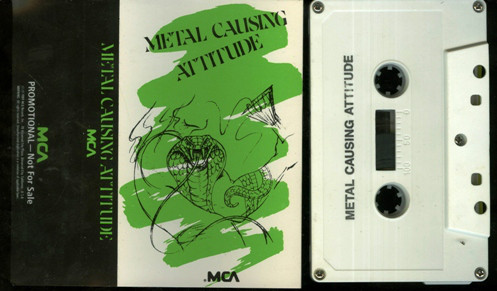 METAL CAUSING
ATTITUDE
MCA
METAL CAUSING ATTITUDE
MCA
PROMOTIONAL — Not For Sale
MCA
METAL CAUSING ATTITUDE